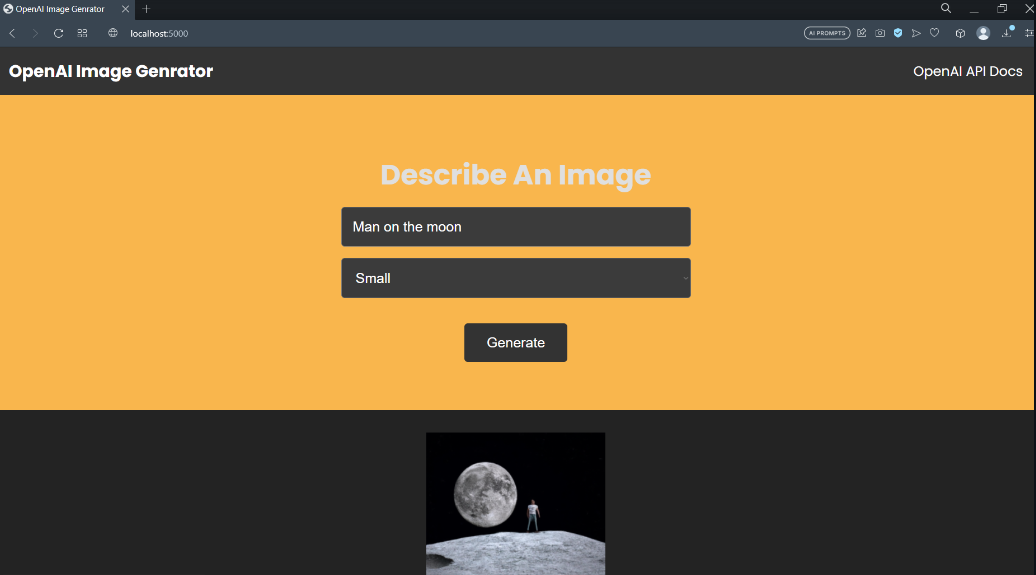 OpenAI Image Genrator
localhost:5000
AI PROMPTS
OpenAI Image Genrator
OpenAI API Docs
Describe An Image
Man on the moon
Small
Generate